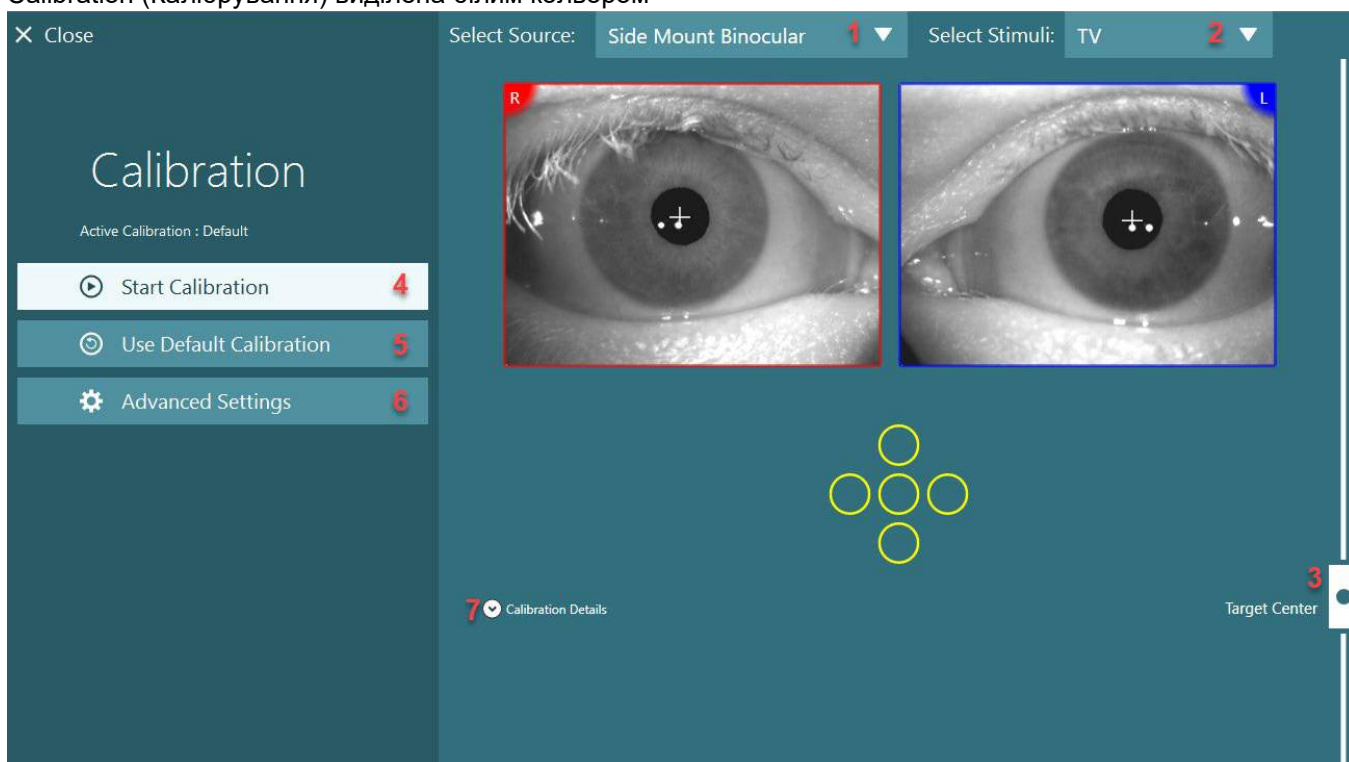 Calibration (Калібрування) виділена білим кольором
Close
Select Source: Side Mount Binocular 1 Select Stimuli: TV 2
R
L
Calibration
Active Calibration : Default
Start Calibration 4
Use Default Calibration 5
Advanced Settings 6
3
7 Calibration Details
Target Center